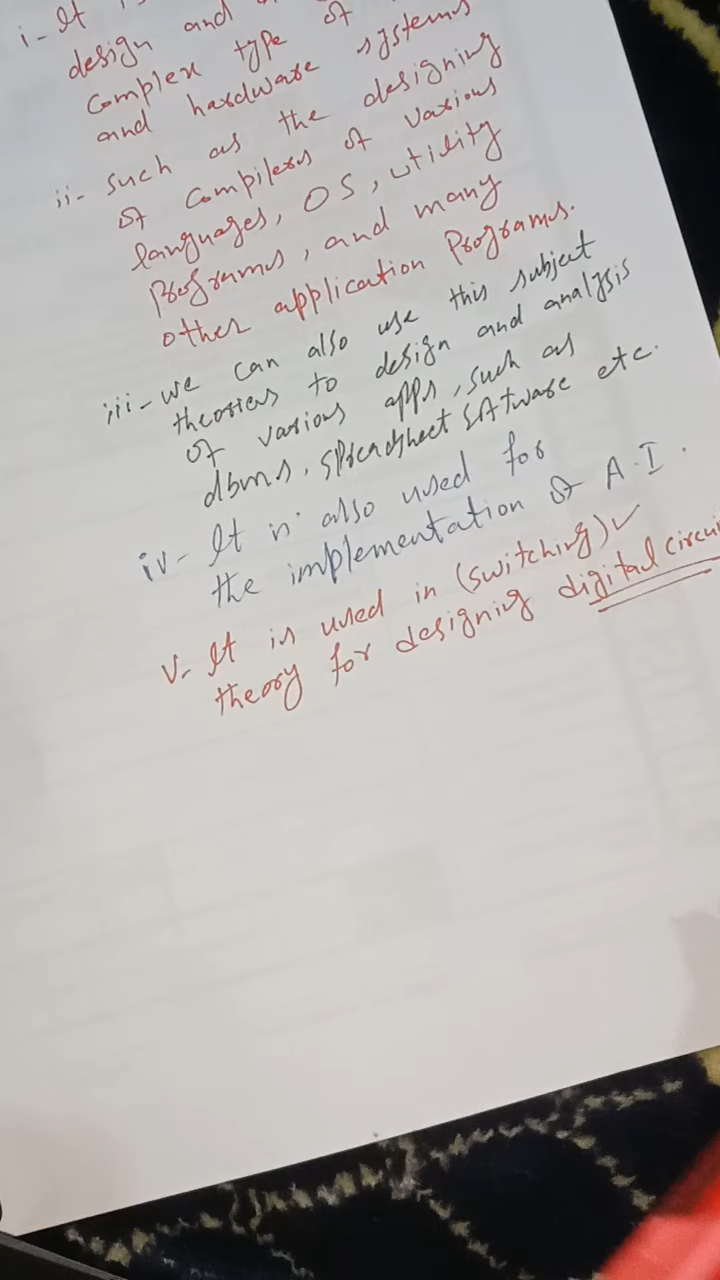 i- It
design and
complex type of
and hardware systems
ii- such as the designing
of compilers of various
languages, OS, utility
Programs, and many
other application Programs.
iii- we can also use this subject
theories to design and analysis
of various apps, such as
dbms, spreadsheet Software etc.
iv- It is also used for
the implementation of A.I.
v- It is used in (switching) ✓
theory for designing digital circui